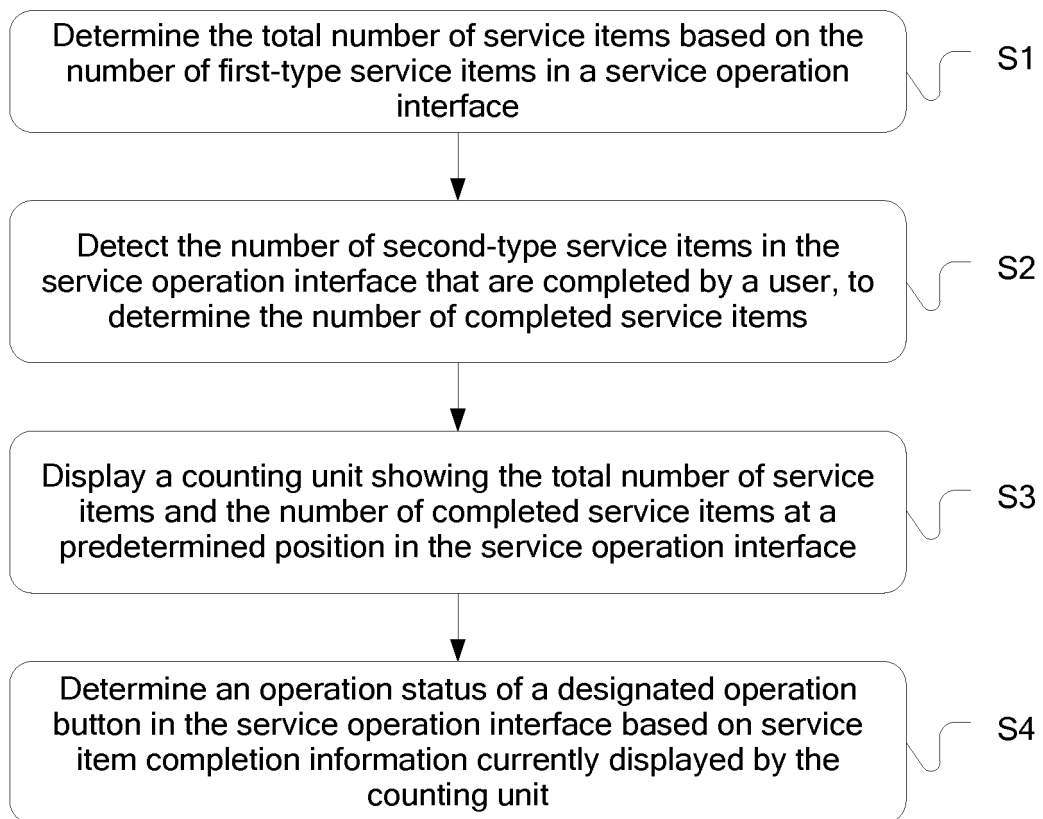 Determine the total number of service items based on the
number of first-type service items in a service operation
interface
S1
Detect the number of second-type service items in the
service operation interface that are completed by a user, to
determine the number of completed service items
S2
Display a counting unit showing the total number of service
items and the number of completed service items at a
predetermined position in the service operation interface
S3
Determine an operation status of a designated operation
button in the service operation interface based on service
item completion information currently displayed by the
counting unit
S4